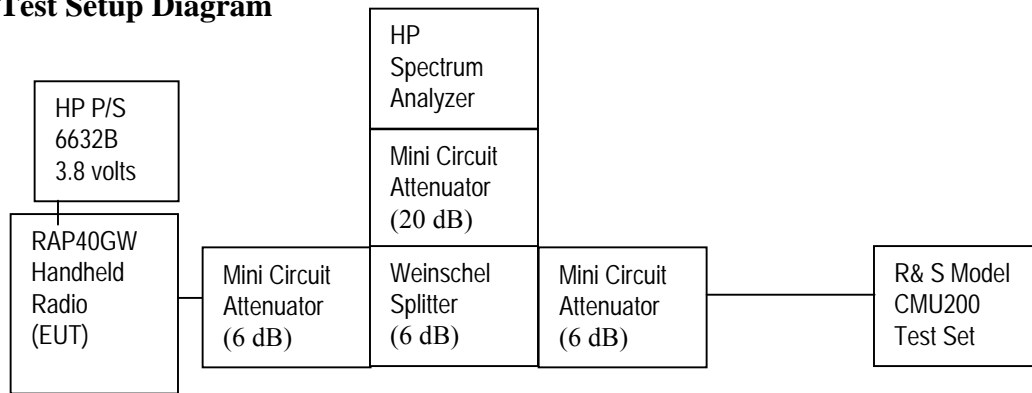 Test Setup Diagram
HP
Spectrum
Analyzer
HP P/S
6632B
3.8 volts
Mini Circuit
Attenuator
(20 dB)
RAP40GW
Handheld
Radio
(EUT)
Mini Circuit
Attenuator
(6 dB)
Weinschel
Splitter
(6 dB)
Mini Circuit
Attenuator
(6 dB)
R& S Model
CMU200
Test Set